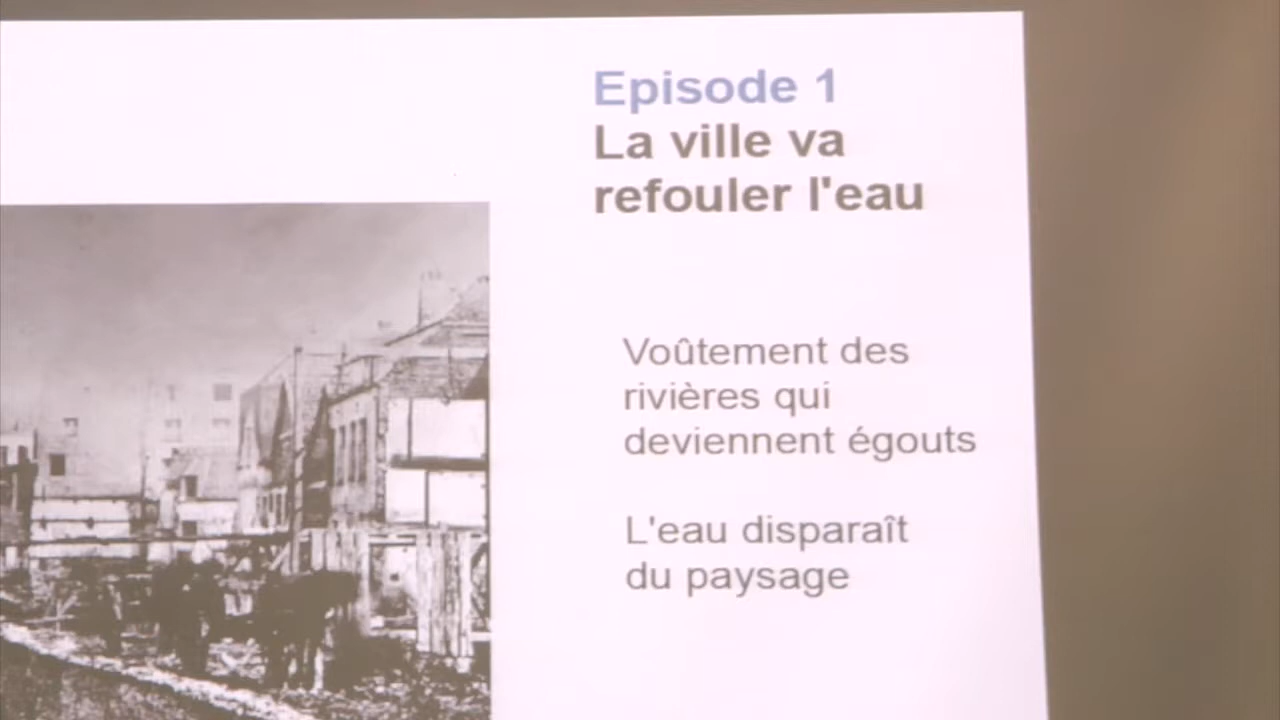 Episode 1
La ville va
refouler l'eau
Voûtement des
rivières qui
deviennent égouts
L'eau disparaît
du paysage